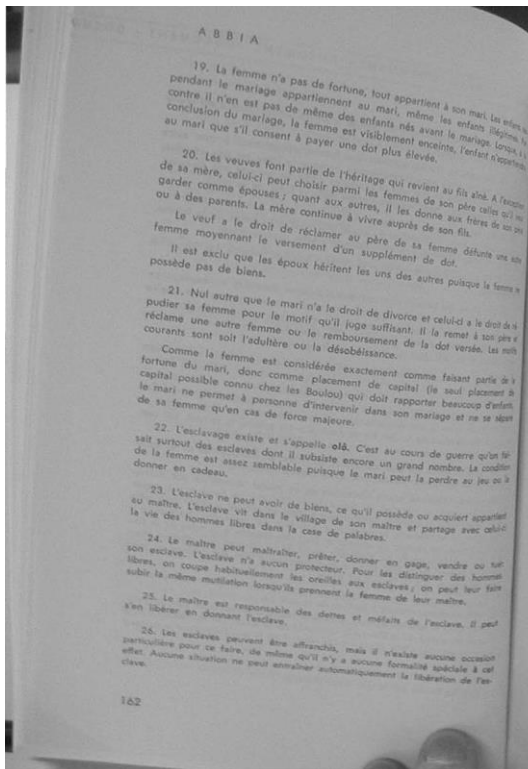 ABBIA
19. La femme n'a pas de fortune, tout appartient à son mari. Les enfants
pendant le mariage appartiennent au mari, même les enfants illégitimes.
contre il n'en est pas de même des enfants nés avant le mariage. Lorsque, à
conclusion du mariage, la femme est visiblement enceinte, l'enfant n'appartiendra
au mari que s'il consent à payer une dot plus élevée.
20. Les veuves font partie de l'héritage qui revient au fils aîné. A l'exception
de sa mère, celui-ci peut choisir parmi les femmes de son père celles qu'il
garder comme épouses ; quant aux autres, il les donne aux frères de son père
ou à des parents. La mère continue à vivre auprès de son fils.
Le veuf a le droit de réclamer au père de sa femme défunte une autre
femme moyennant le versement d'un supplément de dot.
Il est exclu que les époux héritent les uns des autres puisque la femme ne
possède pas de biens.
21. Nul autre que le mari n'a le droit de divorce et celui-ci a le droit de ré-
pudier sa femme pour le motif qu'il juge suffisant. Il la remet à son père et
réclame une autre femme ou le remboursement de la dot versée. Les motifs
courants sont soit l'adultère ou la désobéissance.
Comme la femme est considérée exactement comme faisant partie de la
fortune du mari, donc comme placement de capital (le seul placement de
capital possible connu chez les Boulou) qui doit rapporter beaucoup d'enfants,
le mari ne permet à personne d'intervenir dans son mariage et ne se sépare
de sa femme qu'en cas de force majeure.
22. L'esclavage existe et s'appelle olô. C'est au cours de guerre qu'on fai-
sait surtout des esclaves dont il subsiste encore un grand nombre. La condition
de la femme est assez semblable puisque le mari peut la perdre au jeu ou la
donner en cadeau.
23. L'esclave ne peut avoir de biens, ce qu'il possède ou acquiert appartient
au maître. L'esclave vit dans le village de son maître et partage avec celui-ci
la vie des hommes libres dans la case de palabres.
24. Le maître peut maltraiter, prêter, donner en gage, vendre ou tuer
son esclave. L'esclave n'a aucun protecteur. Pour les distinguer des hommes
libres, on coupe habituellement les oreilles aux esclaves ; on peut leur faire
subir la même mutilation lorsqu'ils prennent la femme de leur maître.
25. Le maître est responsable des dettes et méfaits de l'esclave. Il peut
s'en libérer en donnant l'esclave.
26. Les esclaves peuvent être affranchis, mais il n'existe aucune occasion
particulière pour ce faire, de même qu'il n'y a aucune formalité spéciale à cet
effet. Aucune situation ne peut entraîner automatiquement la libération de l'es-
clave.
162